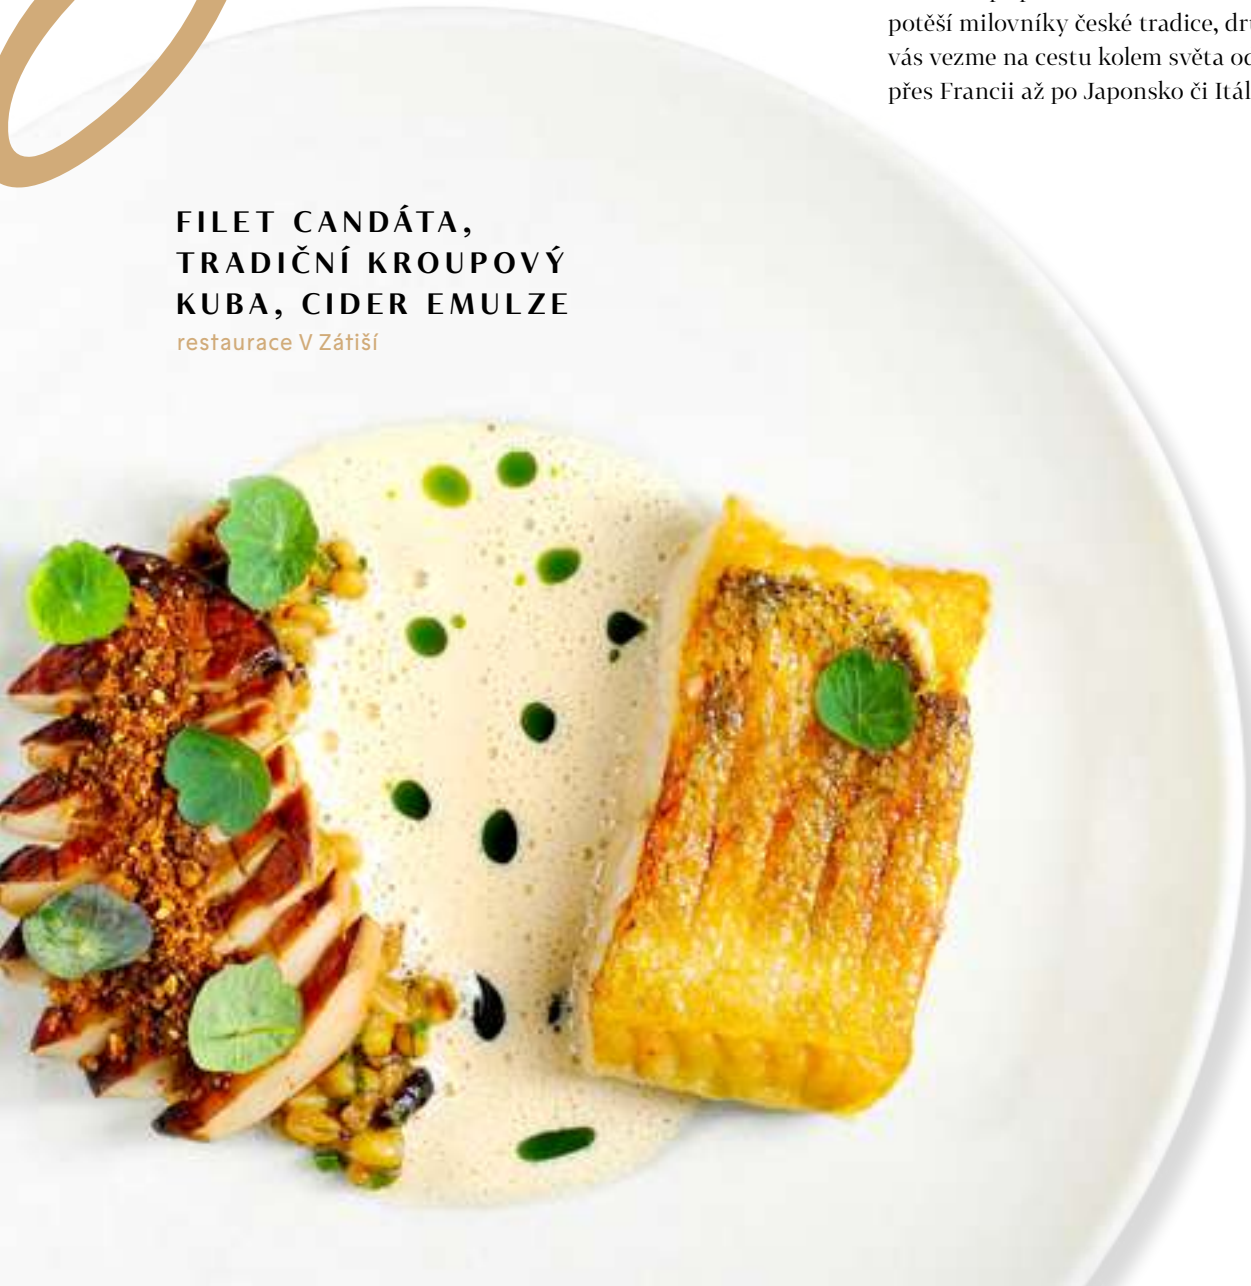 potěší milovníky české tradice,
vás vezme na cestu kolem světa
přes Francii až po Japonsko či
FILET CANDÁTA,
TRADIČNÍ KROUPOVÝ
KUBA, CIDER EMULZE
restaurace V Zátiší